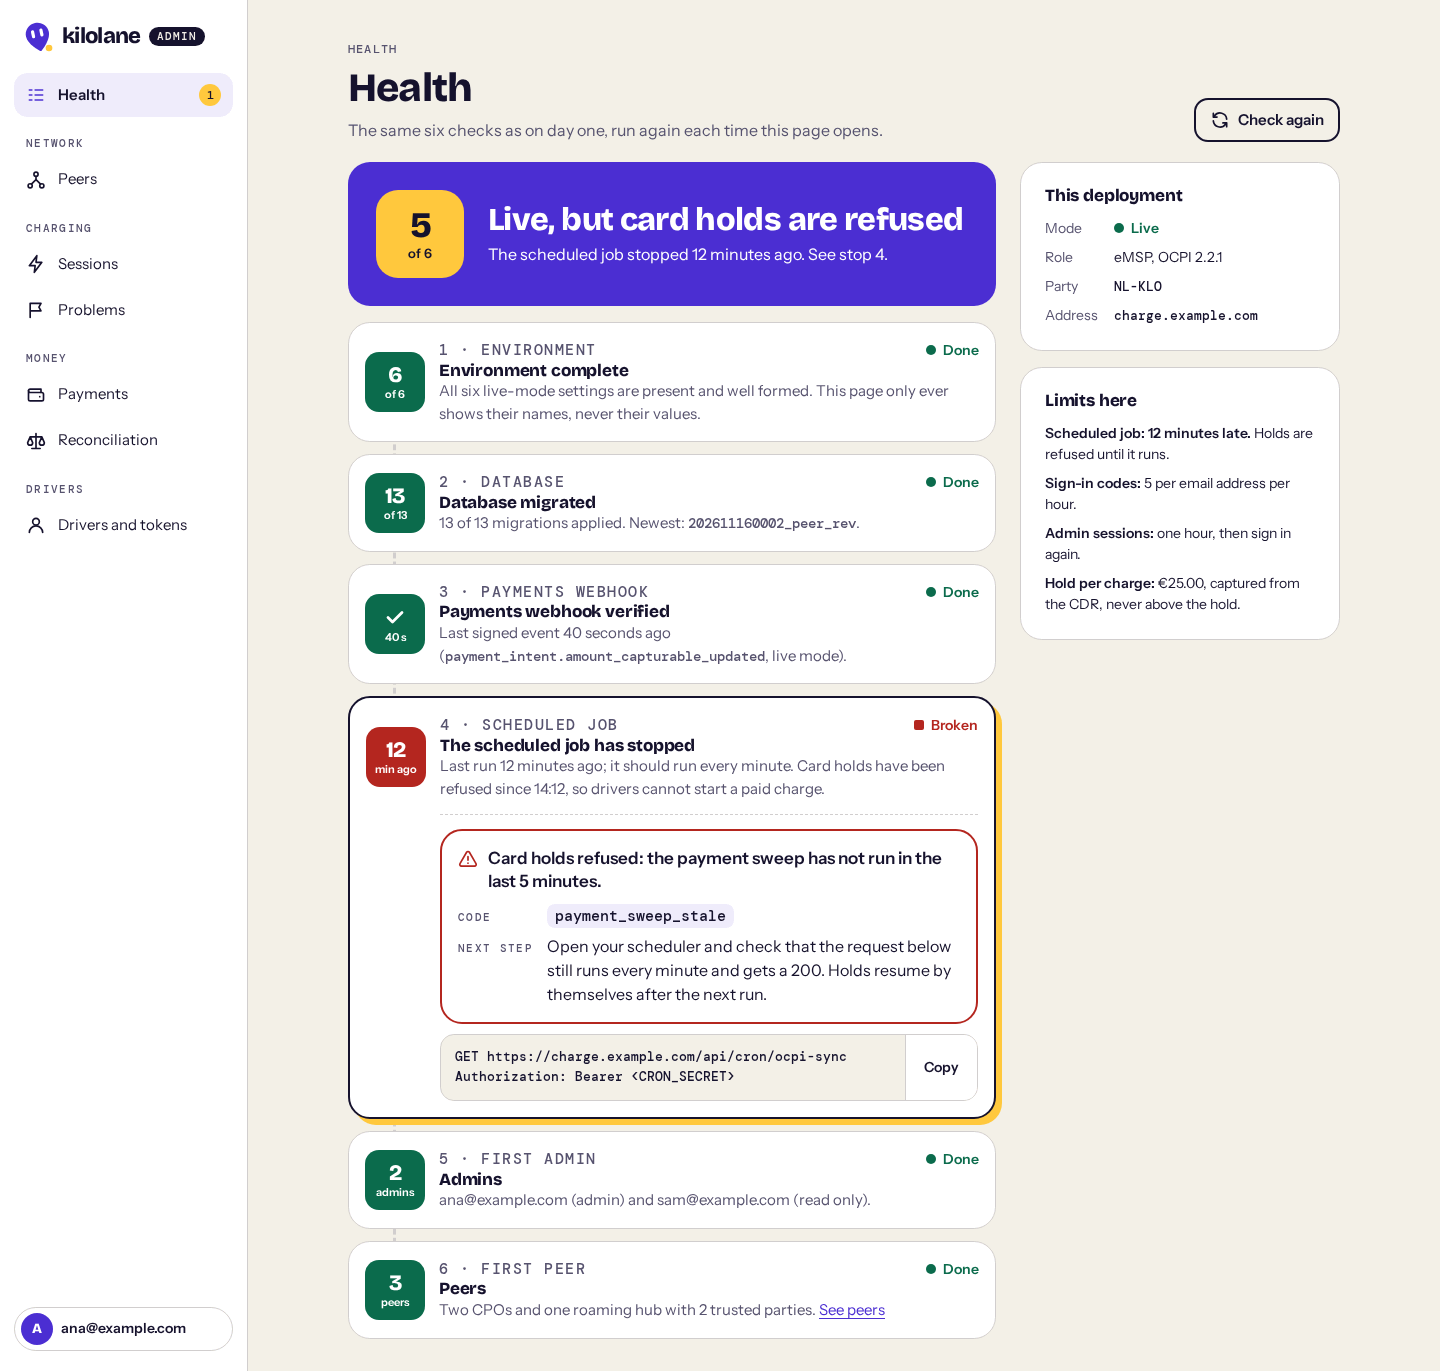 kilolane ADMIN
Health 1
NETWORK
Peers
CHARGING
Sessions
Problems
MONEY
Payments
Reconciliation
DRIVERS
Drivers and tokens
A ana@example.com
HEALTH
Health
The same six checks as on day one, run again each time this page opens.
Check again
5
of 6
Live, but card holds are refused
The scheduled job stopped 12 minutes ago. See stop 4.
6
of 6
1 · ENVIRONMENT
Done
Environment complete
All six live-mode settings are present and well formed. This page only ever
shows their names, never their values.
13
of 13
2 · DATABASE
Done
Database migrated
13 of 13 migrations applied. Newest: 202611160002_peer_rev.
40 s
3 · PAYMENTS WEBHOOK
Done
Payments webhook verified
Last signed event 40 seconds ago
(payment_intent.amount_capturable_updated, live mode).
12
min ago
4 · SCHEDULED JOB
Broken
The scheduled job has stopped
Last run 12 minutes ago; it should run every minute. Card holds have been
refused since 14:12, so drivers cannot start a paid charge.
Card holds refused: the payment sweep has not run in the
last 5 minutes.
CODE payment_sweep_stale
NEXT STEP Open your scheduler and check that the request below
still runs every minute and gets a 200. Holds resume by
themselves after the next run.
GET https://charge.example.com/api/cron/ocpi-sync
Authorization: Bearer <CRON_SECRET>
Copy
2
admins
5 · FIRST ADMIN
Done
Admins
ana@example.com (admin) and sam@example.com (read only).
3
peers
6 · FIRST PEER
Done
Peers
Two CPOs and one roaming hub with 2 trusted parties. See peers
This deployment
Mode Live
Role eMSP, OCPI 2.2.1
Party NL-KLO
Address charge.example.com
Limits here
Scheduled job: 12 minutes late. Holds are
refused until it runs.
Sign-in codes: 5 per email address per
hour.
Admin sessions: one hour, then sign in
again.
Hold per charge: €25.00, captured from
the CDR, never above the hold.